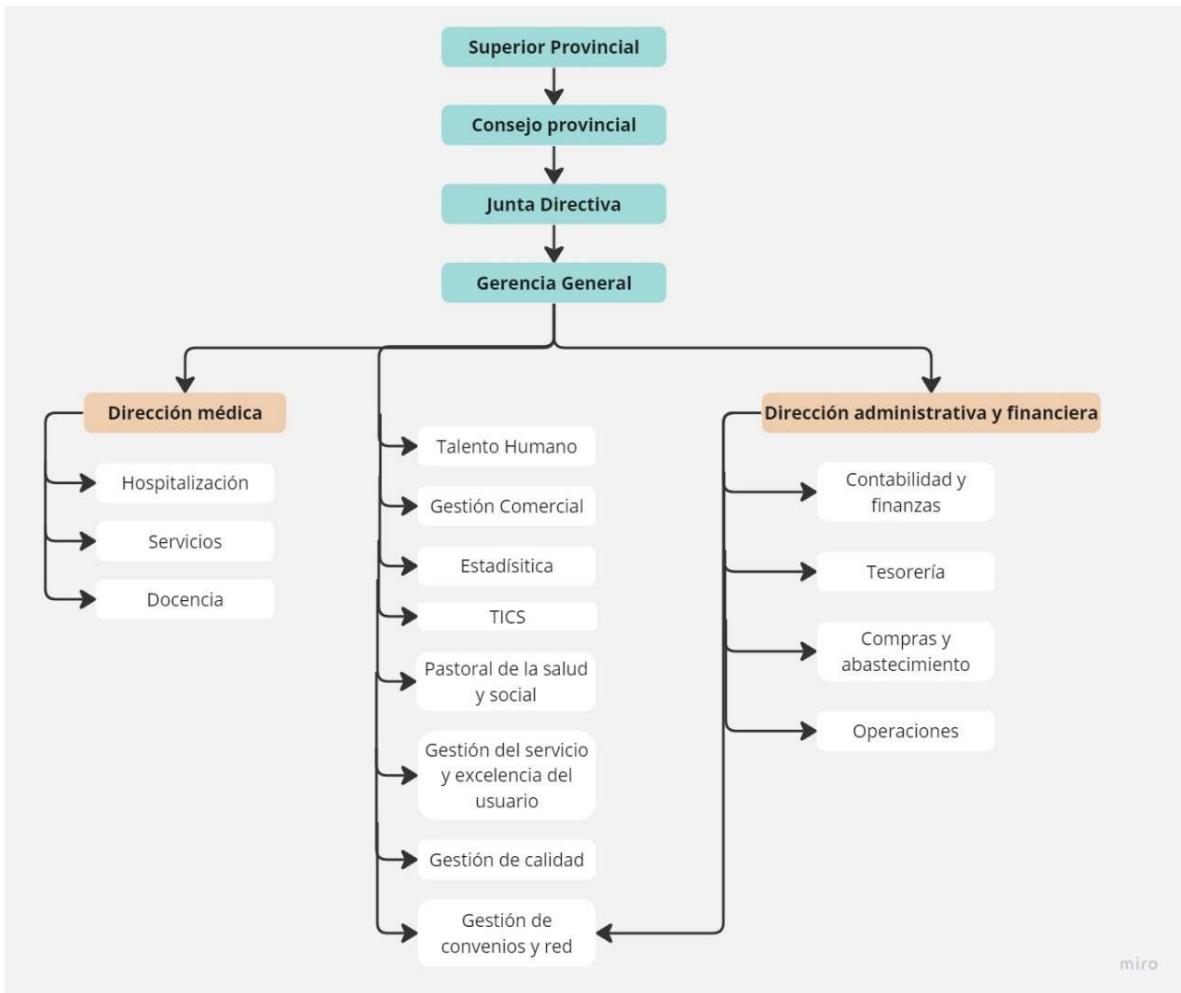 Superior Provincial
Consejo provincial
Junta Directiva
Gerencia General
Dirección médica
Hospitalización
Servicios
Docencia
Talento Humano
Gestión Comercial
Estadísitica
TICS
Pastoral de la salud
y social
Gestión del servicio
y excelencia del
usuario
Gestión de calidad
Gestión de
convenios y red
Dirección administrativa y financiera
Contabilidad y
finanzas
Tesorería
Compras y
abastecimiento
Operaciones
miro